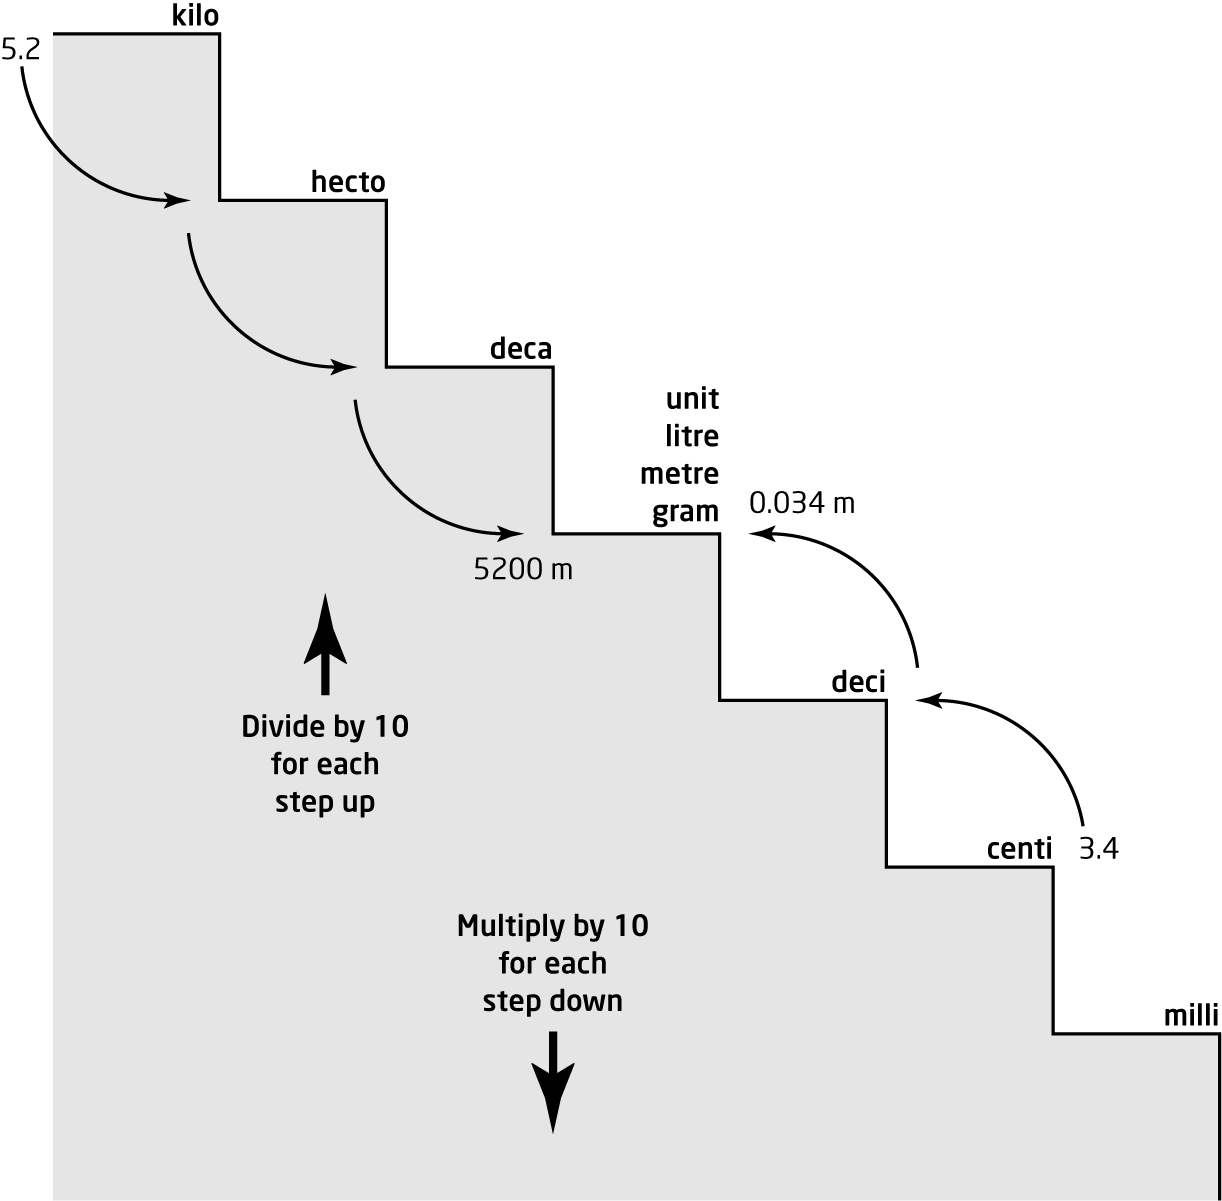 kilo
5.2
hecto
deca
unit
litre
metre
gram
0.034 m
5200 m
deci
Divide by 10
for each
step up
centi
3.4
Multiply by 10
for each
step down
milli